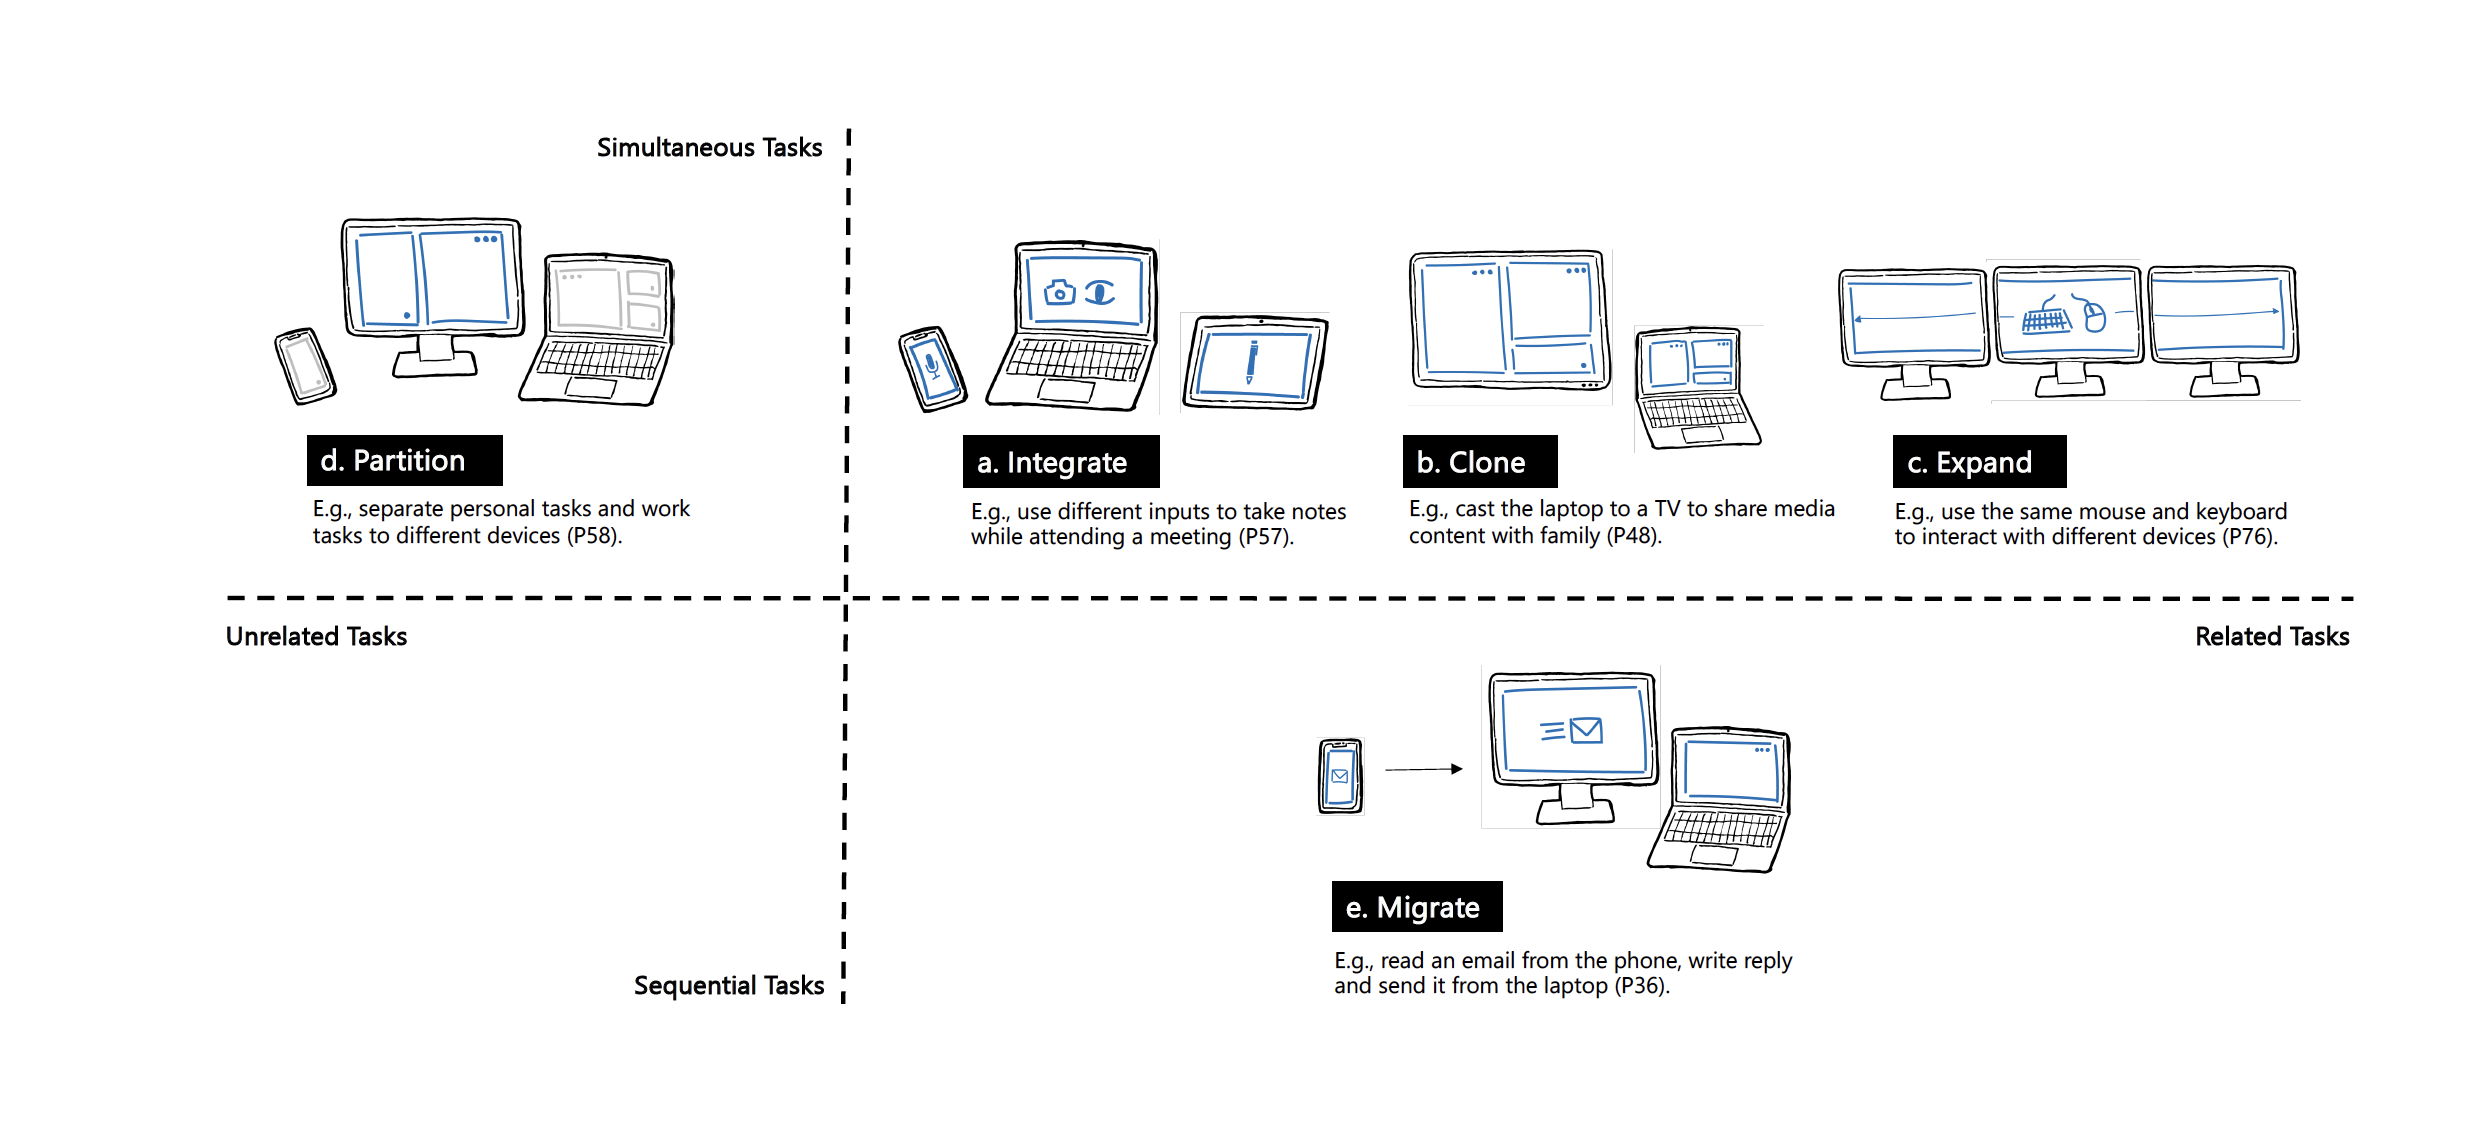 Simultaneous Tasks
d. Partition
E.g., separate personal tasks and work
tasks to different devices (P58).
a. Integrate
E.g., use different inputs to take notes
while attending a meeting (P57).
b. Clone
E.g., cast the laptop to a TV to share media
content with family (P48).
c. Expand
E.g., use the same mouse and keyboard
to interact with different devices (P76).
Unrelated Tasks
Related Tasks
e. Migrate
E.g., read an email from the phone, write reply
and send it from the laptop (P36).
Sequential Tasks